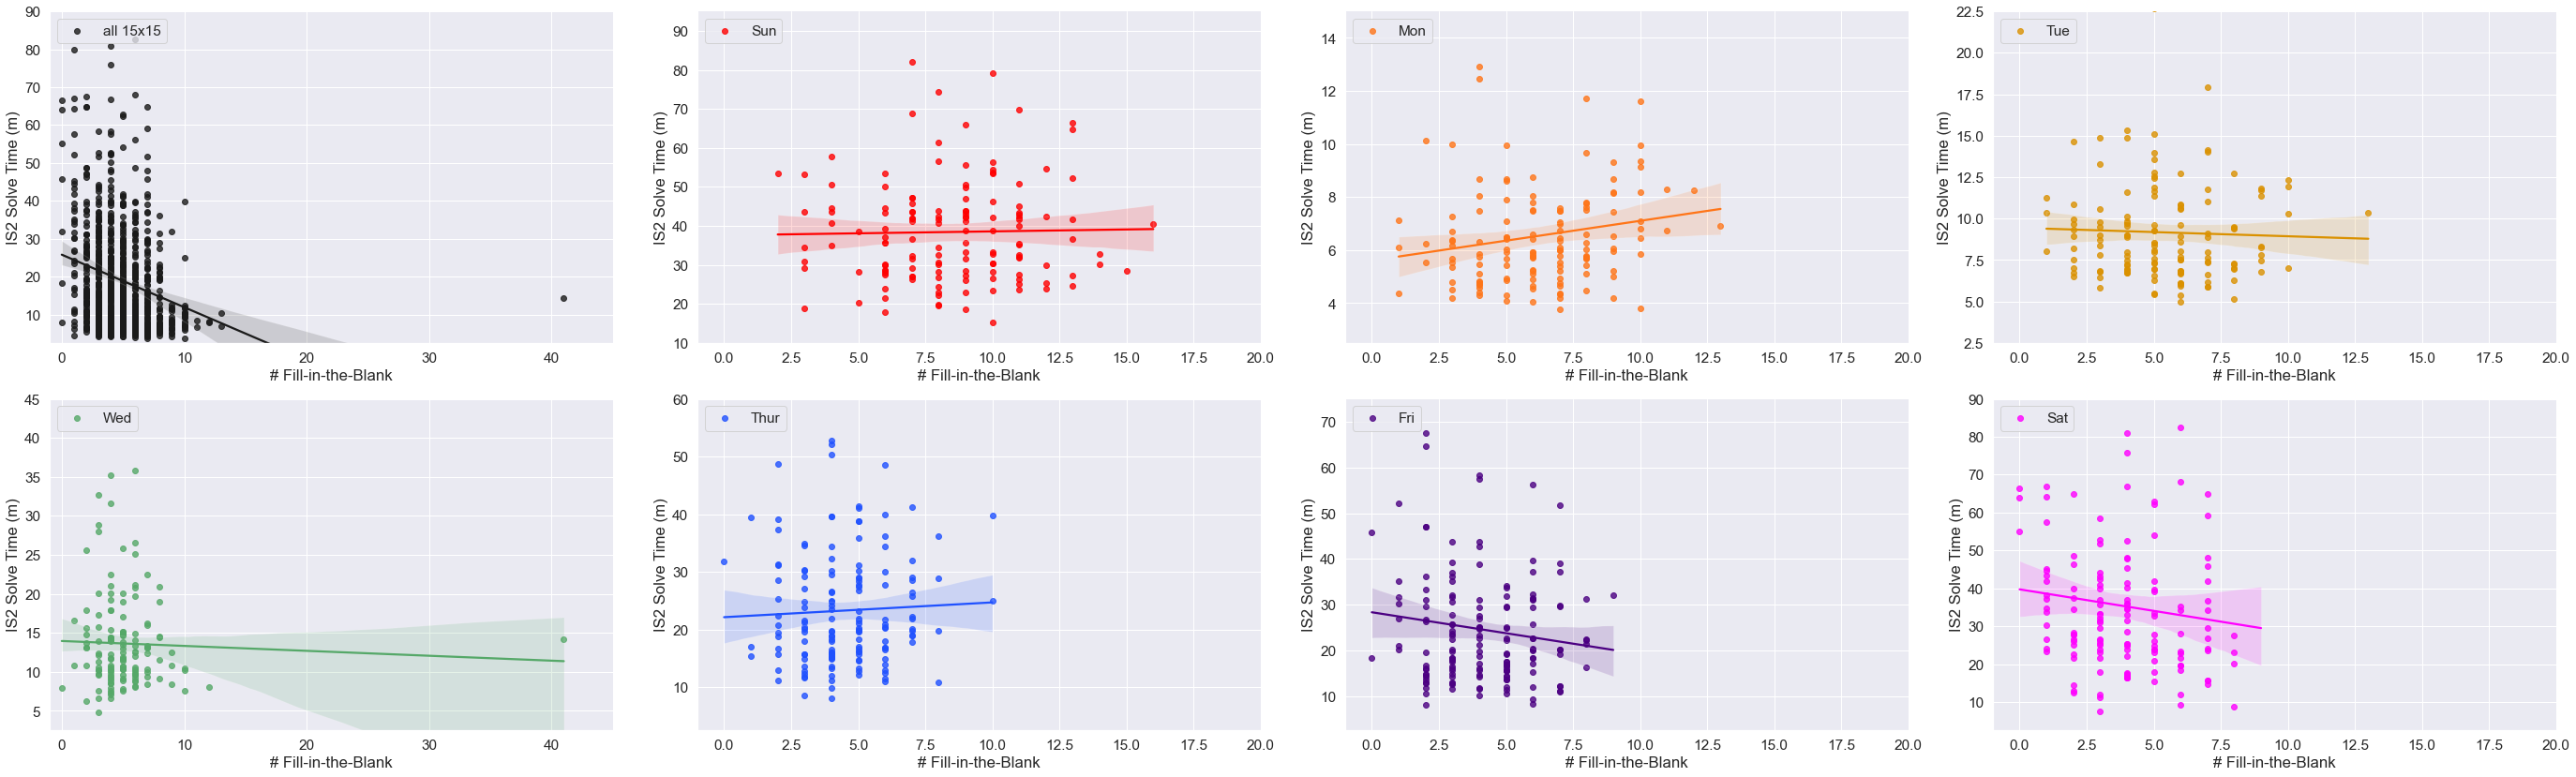 all 15x15
IS2 Solve Time (m)
90
80
70
60
50
40
30
20
10
0 10 20 30 40
# Fill-in-the-Blank
Sun
IS2 Solve Time (m)
90
80
70
60
50
40
30
20
10
0.0 2.5 5.0 7.5 10.0 12.5 15.0 17.5 20.0
# Fill-in-the-Blank
Mon
IS2 Solve Time (m)
14
12
10
8
6
4
0.0 2.5 5.0 7.5 10.0 12.5 15.0 17.5 20.0
# Fill-in-the-Blank
Tue
IS2 Solve Time (m)
22.5
20.0
17.5
15.0
12.5
10.0
7.5
5.0
2.5
0.0 2.5 5.0 7.5 10.0 12.5 15.0 17.5 20.0
# Fill-in-the-Blank
Wed
IS2 Solve Time (m)
45
40
35
30
25
20
15
10
5
0 10 20 30 40
# Fill-in-the-Blank
Thur
IS2 Solve Time (m)
60
50
40
30
20
10
0.0 2.5 5.0 7.5 10.0 12.5 15.0 17.5 20.0
# Fill-in-the-Blank
Fri
IS2 Solve Time (m)
70
60
50
40
30
20
10
0.0 2.5 5.0 7.5 10.0 12.5 15.0 17.5 20.0
# Fill-in-the-Blank
Sat
IS2 Solve Time (m)
90
80
70
60
50
40
30
20
10
0.0 2.5 5.0 7.5 10.0 12.5 15.0 17.5 20.0
# Fill-in-the-Blank